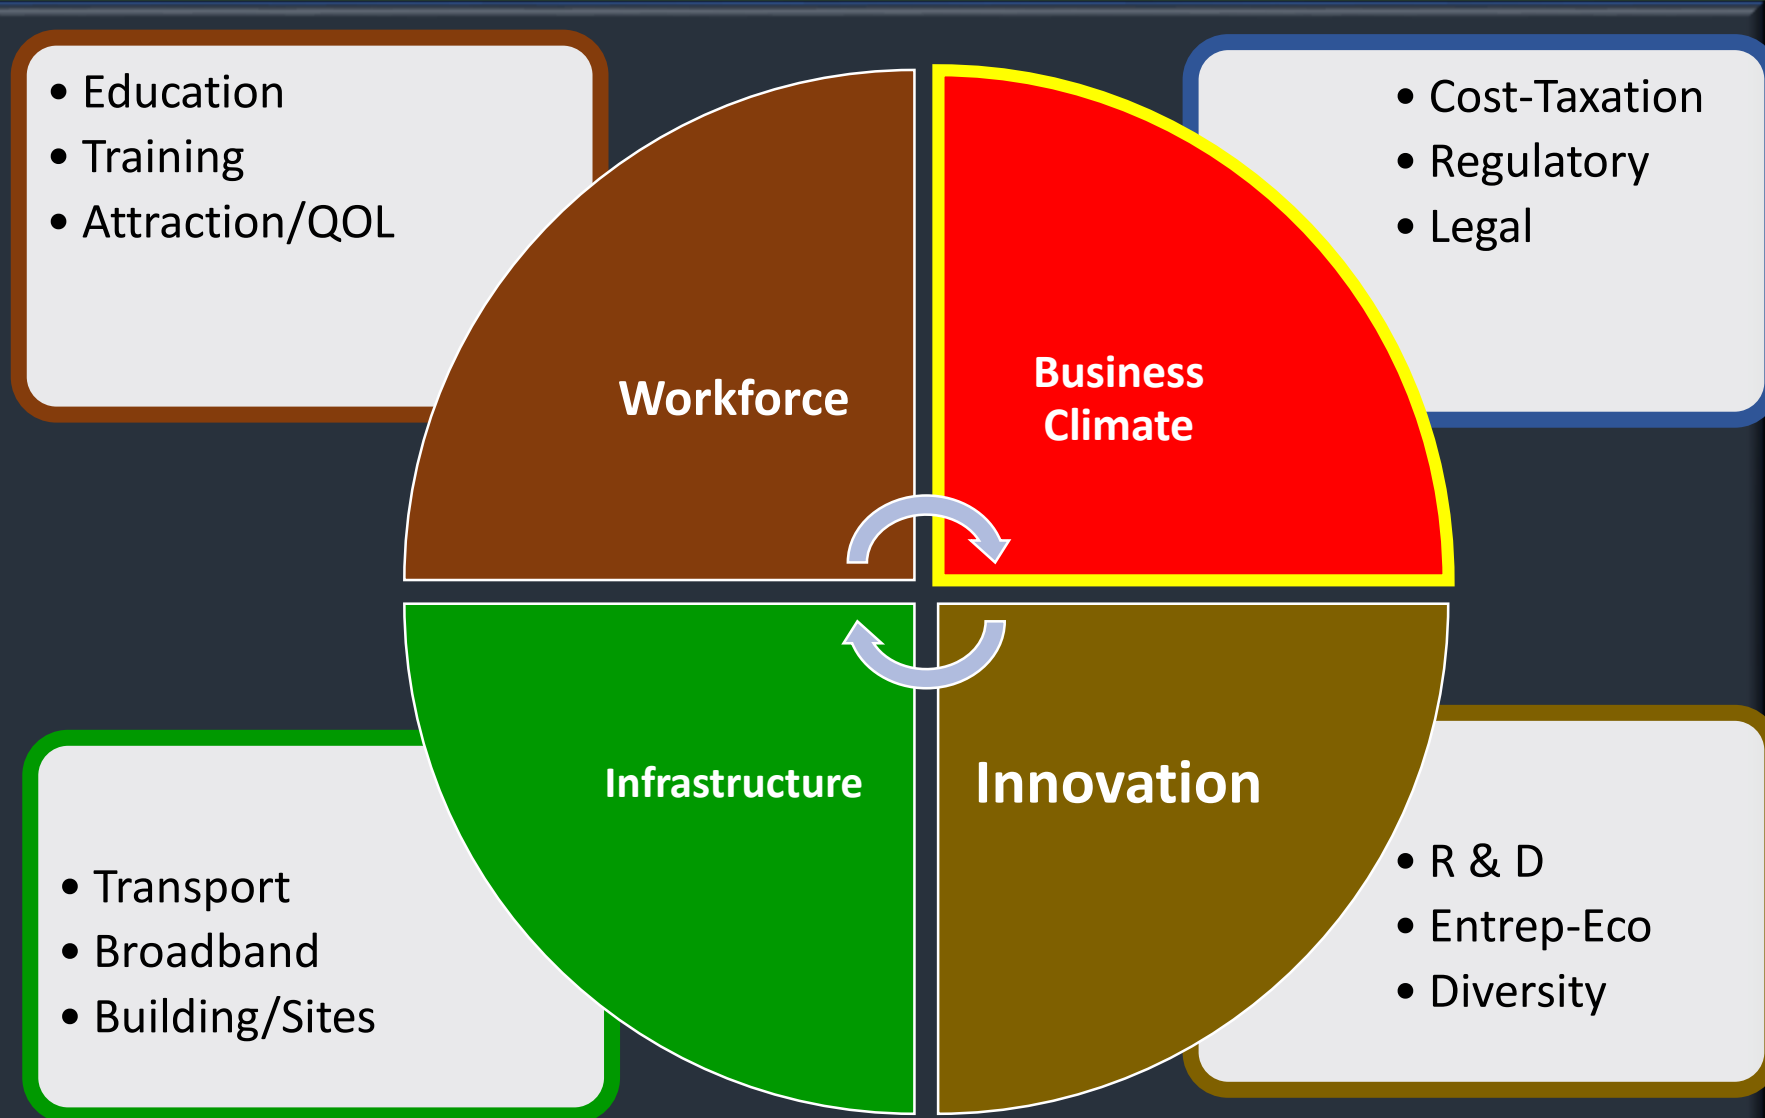 • Education
• Training
• Attraction/QOL
• Cost-Taxation
• Regulatory
• Legal
Workforce
Business
Climate
Infrastructure
Innovation
• Transport
• Broadband
• Building/Sites
• R & D
• Entrep-Eco
• Diversity